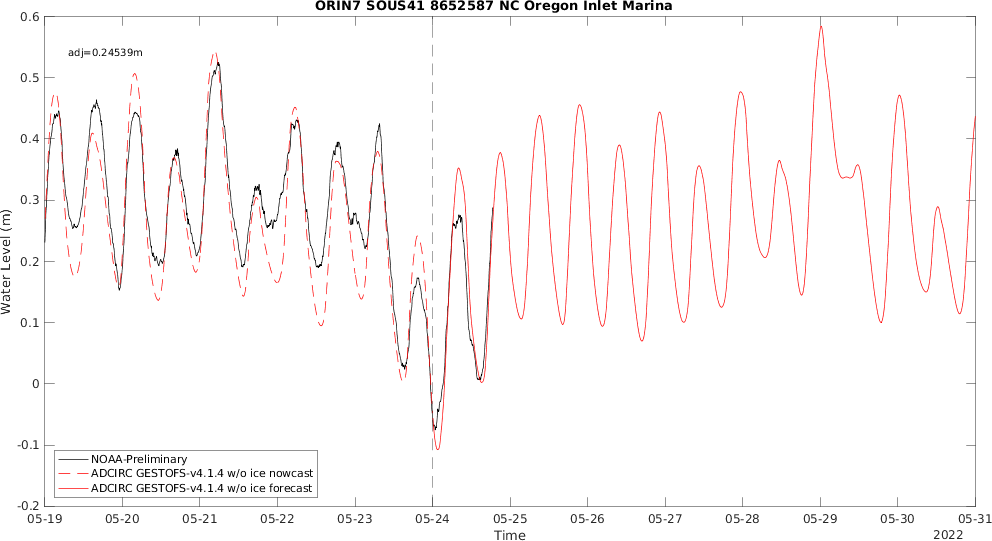 ORIN7 SOUS41 8652587 NC Oregon Inlet Marina
adj=0.24539m
0.6
0.5
0.4
0.3
0.2
0.1
0
-0.1
-0.2
Water Level (m)
NOAA-Preliminary
ADCIRC GESTOFS-v4.1.4 w/o ice nowcast
ADCIRC GESTOFS-v4.1.4 w/o ice forecast
05-19 05-20 05-21 05-22 05-23 05-24 05-25 05-26 05-27 05-28 05-29 05-30 05-31
Time
2022